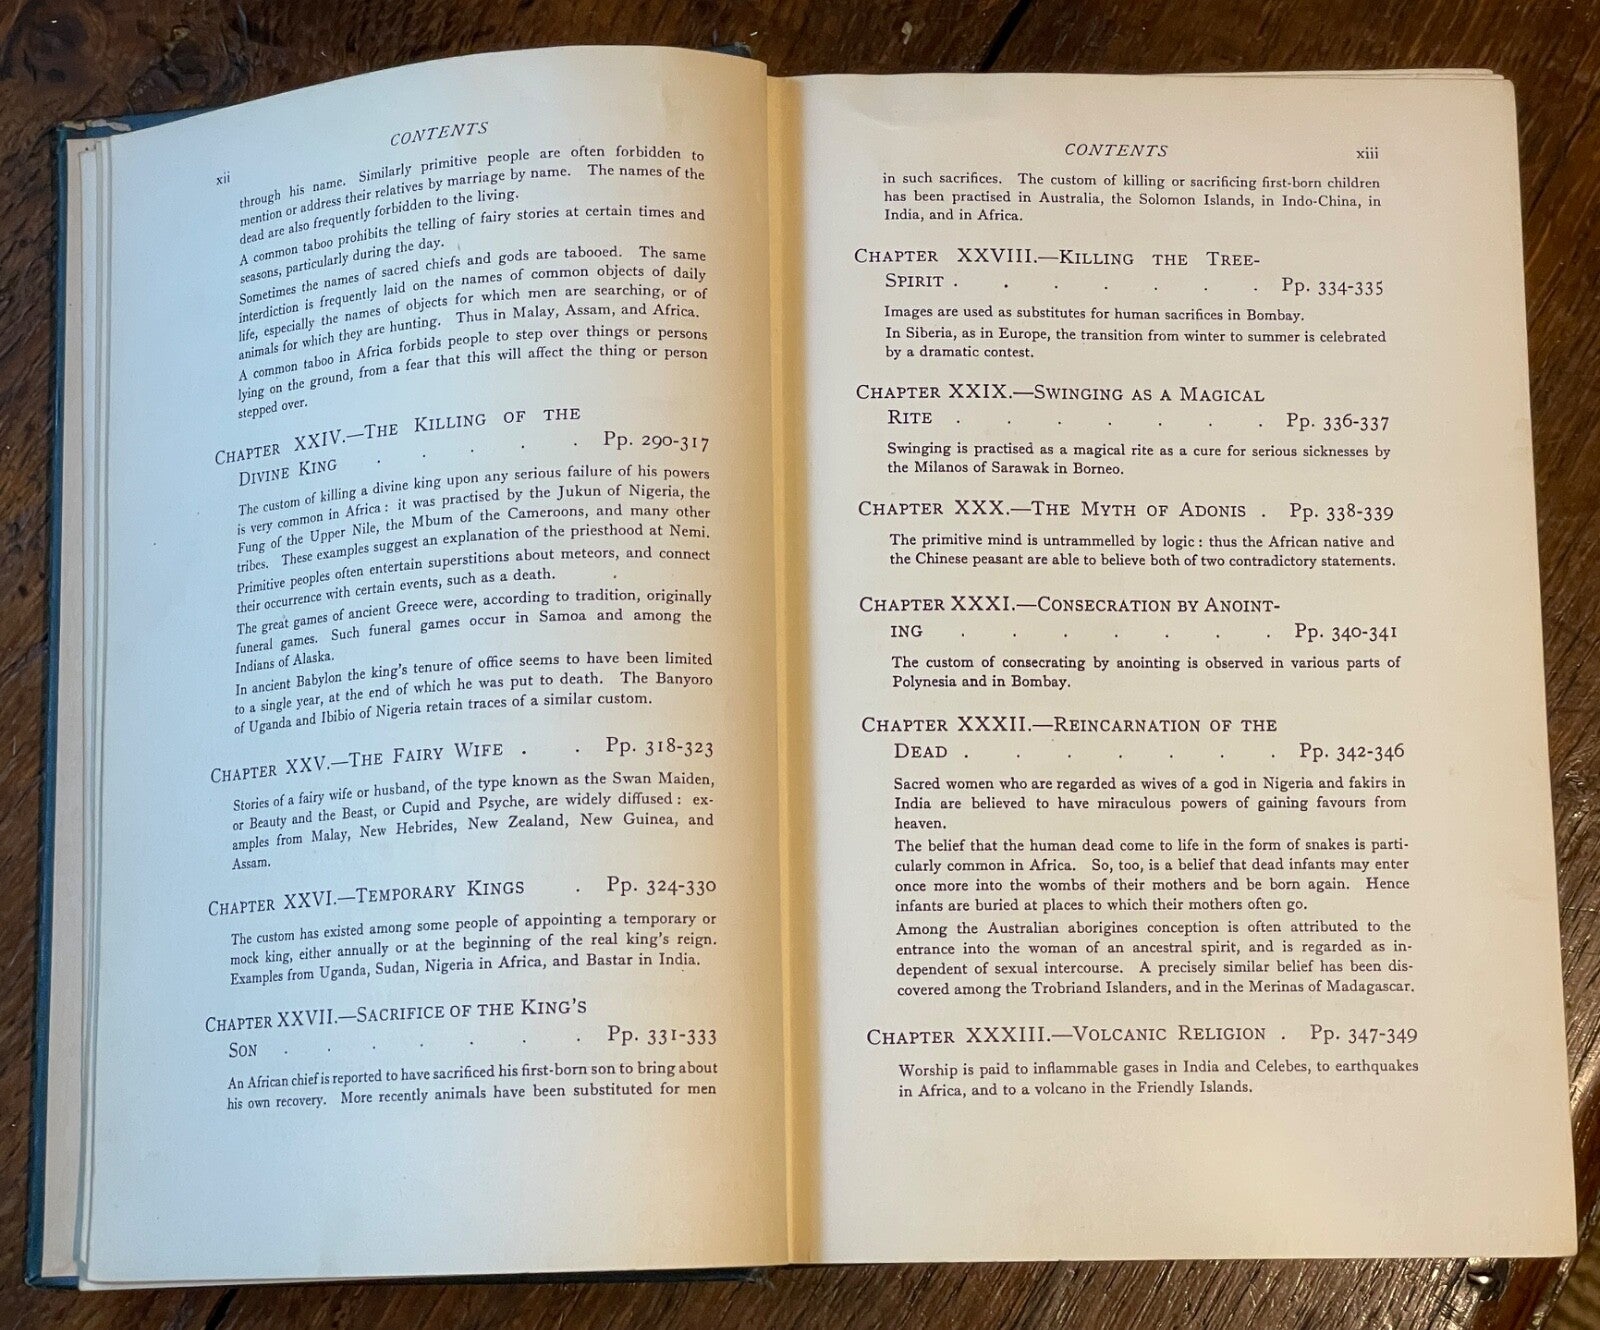 xii
CONTENTS
through his name. Similarly primitive people are often forbidden to
mention or address their relatives by marriage by name. The names of the
dead are also frequently forbidden to the living.
A common taboo prohibits the telling of fairy stories at certain times and
seasons, particularly during the day.
Sometimes the names of sacred chiefs and gods are tabooed. The same
interdiction is frequently laid on the names of common objects of daily
life, especially the names of objects for which men are searching, or of
animals for which they are hunting. Thus in Malay, Assam, and Africa.
A common taboo in Africa forbids people to step over things or persons
lying on the ground, from a fear that this will affect the thing or person
stepped over.
CHAPTER XXIV.—THE KILLING OF THE
DIVINE KING . . . . . Pp. 290-317
The custom of killing a divine king upon any serious failure of his powers
is very common in Africa: it was practised by the Jukun of Nigeria, the
Fung of the Upper Nile, the Mbum of the Cameroons, and many other
tribes. These examples suggest an explanation of the priesthood at Nemi.
Primitive peoples often entertain superstitions about meteors, and connect
their occurrence with certain events, such as a death.
The great games of ancient Greece were, according to tradition, originally
funeral games. Such funeral games occur in Samoa and among the
Indians of Alaska.
In ancient Babylon the king's tenure of office seems to have been limited
to a single year, at the end of which he was put to death. The Banyoro
of Uganda and Ibibio of Nigeria retain traces of a similar custom.
CHAPTER XXV.—THE FAIRY WIFE . . Pp. 318-323
Stories of a fairy wife or husband, of the type known as the Swan Maiden,
or Beauty and the Beast, or Cupid and Psyche, are widely diffused: ex-
amples from Malay, New Hebrides, New Zealand, New Guinea, and
Assam.
CHAPTER XXVI.—TEMPORARY KINGS . Pp. 324-330
The custom has existed among some people of appointing a temporary or
mock king, either annually or at the beginning of the real king's reign.
Examples from Uganda, Sudan, Nigeria in Africa, and Bastar in India.
CHAPTER XXVII.—SACRIFICE OF THE KING'S
SON . . . . . . . Pp. 331-333
An African chief is reported to have sacrificed his first-born son to bring about
his own recovery. More recently animals have been substituted for men
CONTENTS
xiii
in such sacrifices. The custom of killing or sacrificing first-born children
has been practised in Australia, the Solomon Islands, in Indo-China, in
India, and in Africa.
CHAPTER XXVIII.—KILLING THE TREE-
SPIRIT . . . . . . . Pp. 334-335
Images are used as substitutes for human sacrifices in Bombay.
In Siberia, as in Europe, the transition from winter to summer is celebrated
by a dramatic contest.
CHAPTER XXIX.—SWINGING AS A MAGICAL
RITE . . . . . . . Pp. 336-337
Swinging is practised as a magical rite as a cure for serious sicknesses by
the Milanos of Sarawak in Borneo.
CHAPTER XXX.—THE MYTH OF ADONIS . Pp. 338-339
The primitive mind is untrammelled by logic: thus the African native and
the Chinese peasant are able to believe both of two contradictory statements.
CHAPTER XXXI.—CONSECRATION BY ANOINT-
ING . . . . . . . Pp. 340-341
The custom of consecrating by anointing is observed in various parts of
Polynesia and in Bombay.
CHAPTER XXXII.—REINCARNATION OF THE
DEAD . . . . . . . Pp. 342-346
Sacred women who are regarded as wives of a god in Nigeria and fakirs in
India are believed to have miraculous powers of gaining favours from
heaven.
The belief that the human dead come to life in the form of snakes is parti-
cularly common in Africa. So, too, is a belief that dead infants may enter
once more into the wombs of their mothers and be born again. Hence
infants are buried at places to which their mothers often go.
Among the Australian aborigines conception is often attributed to the
entrance into the woman of an ancestral spirit, and is regarded as in-
dependent of sexual intercourse. A precisely similar belief has been dis-
covered among the Trobriand Islanders, and in the Merinas of Madagascar.
CHAPTER XXXIII.—VOLCANIC RELIGION . Pp. 347-349
Worship is paid to inflammable gases in India and Celebes, to earthquakes
in Africa, and to a volcano in the Friendly Islands.